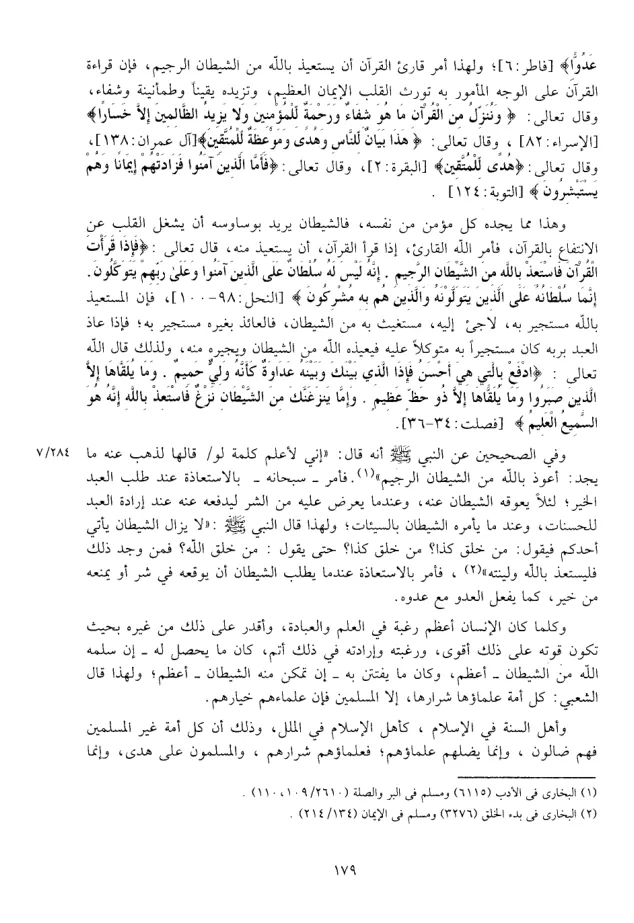 عَدُوًّا﴾ [فاطر:٦]؛ ولهذا أمر قارئ القرآن أن يستعيذ بالله من الشيطان الرجيم، فإن قراءة
القرآن على الوجه المأمور به تورث القلب الإيمان العظيم، وتزيده يقيناً وطمأنينة وشفاء،
وقال تعالى: ﴿ وَنُنَزِّلُ مِنَ الْقُرْآنِ مَا هُوَ شِفَاءٌ وَرَحْمَةٌ لِّلْمُؤْمِنِينَ وَلا يَزِيدُ الظَّالِمِينَ إِلاَّ خَسَارًا﴾
[الإسراء:٨٢] ، وقال تعالى: ﴿ هَذَا بَيَانٌ لِّلنَّاسِ وَهُدًى وَمَوْعِظَةٌ لِّلْمُتَّقِينَ﴾[آل عمران:١٣٨]،
وقال تعالى:﴿هُدًى لِّلْمُتَّقِينَ﴾ [البقرة:٢]، وقال تعالى:﴿فَأَمَّا الَّذِينَ آمَنُوا فَزَادَتْهُمْ إِيمَانًا وَهُمْ
يَسْتَبْشِرُونَ ﴾ [التوبة:١٢٤] .
وهذا مما يجده كل مؤمن من نفسه، فالشيطان يريد بوساوسه أن يشغل القلب عن
الانتفاع بالقرآن، فأمر الله القارئ، إذا قرأ القرآن، أن يستعيذ منه، قال تعالى : ﴿فَإِذَا قَرَأْتَ
الْقُرْآنَ فَاسْتَعِذْ بِاللَّهِ مِنَ الشَّيْطَانِ الرَّجِيمِ . إِنَّهُ لَيْسَ لَهُ سُلْطَانٌ عَلَى الَّذِينَ آمَنُوا وَعَلَىٰ رَبِّهِمْ يَتَوَكَّلُونَ .
إِنَّمَا سُلْطَانُهُ عَلَى الَّذِينَ يَتَوَلَّوْنَهُ وَالَّذِينَ هُم بِهِ مُشْرِكُونَ ﴾ [النحل:٩٨-١٠٠]، فإن المستعيذ
بالله مستجير به، لاجئ إليه، مستغيث به من الشيطان، فالعائذ بغيره مستجير به؛ فإذا عاذ
العبد بربه كان مستجيراً به متوكلاً عليه فيعيذه الله من الشيطان ويجيره منه، ولذلك قال الله
تعالى : ﴿ادْفَعْ بِالَّتِي هِيَ أَحْسَنُ فَإِذَا الَّذِي بَيْنَكَ وَبَيْنَهُ عَدَاوَةٌ كَأَنَّهُ وَلِيٌّ حَمِيمٌ . وَمَا يُلَقَّاهَا إِلاَّ
الَّذِينَ صَبَرُوا وَمَا يُلَقَّاهَا إِلاَّ ذُو حَظٍّ عَظِيمٍ . وَإِمَّا يَنزَغَنَّكَ مِنَ الشَّيْطَانِ نَزْغٌ فَاسْتَعِذْ بِاللَّهِ إِنَّهُ هُوَ
السَّمِيعُ الْعَلِيمُ ﴾ [فصلت:٣٤-٣٦].
وفي الصحيحين عن النبي ﷺ أنه قال: «إني لأعلم كلمة لو/ قالها لذهب عنه ما ٧/٢٨٤
يجد: أعوذ بالله من الشيطان الرجيم»(١).فأمر ـ سبحانه ـ بالاستعاذة عند طلب العبد
الخير؛ لئلاً يعوقه الشيطان عنه، وعندما يعرض عليه من الشر ليدفعه عنه عند إرادة العبد
للحسنات، وعند ما يأمره الشيطان بالسيئات؛ ولهذا قال النبي ﷺ :«لا يزال الشيطان يأتي
أحدكم فيقول: من خلق كذا؟ من خلق كذا؟ حتى يقول : من خلق الله؟ فمن وجد ذلك
فليستعذ بالله ولينته»(٢) ، فأمر بالاستعاذة عندما يطلب الشيطان أن يوقعه في شر أو يمنعه
من خير، كما يفعل العدو مع عدوه.
وكلما كان الإنسان أعظم رغبة في العلم والعبادة، وأقدر على ذلك من غيره بحيث
تكون قوته على ذلك أقوى، ورغبته وإرادته في ذلك أتم، كان ما يحصل له ـ إن سلمه
الله من الشيطان ـ أعظم، وكان ما يفتتن به ـ إن تمكن منه الشيطان ـ أعظم؛ ولهذا قال
الشعبي: كل أمة علماؤها شرارها، إلا المسلمين فإن علماءهم خيارهم.
وأهل السنة في الإسلام ، كأهل الإسلام في الملل، وذلك أن كل أمة غير المسلمين
فهم ضالون ، وإنما يضلهم علماؤهم؛ فعلماؤهم شرارهم ، والمسلمون على هدى، وإنما
(١) البخارى فى الأدب (٦١١٥) ومسلم فى البر والصلة (١٠٩/٢٦١٠، ١١٠) .
(٢) البخارى فى بدء الخلق (٣٢٧٦) ومسلم فى الإيمان (٢١٤/١٣٤) .
١٧٩